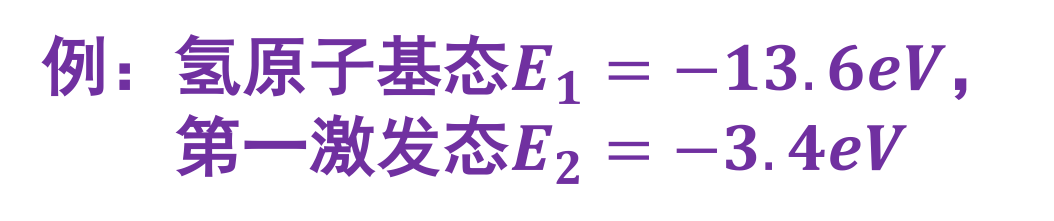 例：氢原子基态E₁ = −13.6eV，
第一激发态E₂ = −3.4eV